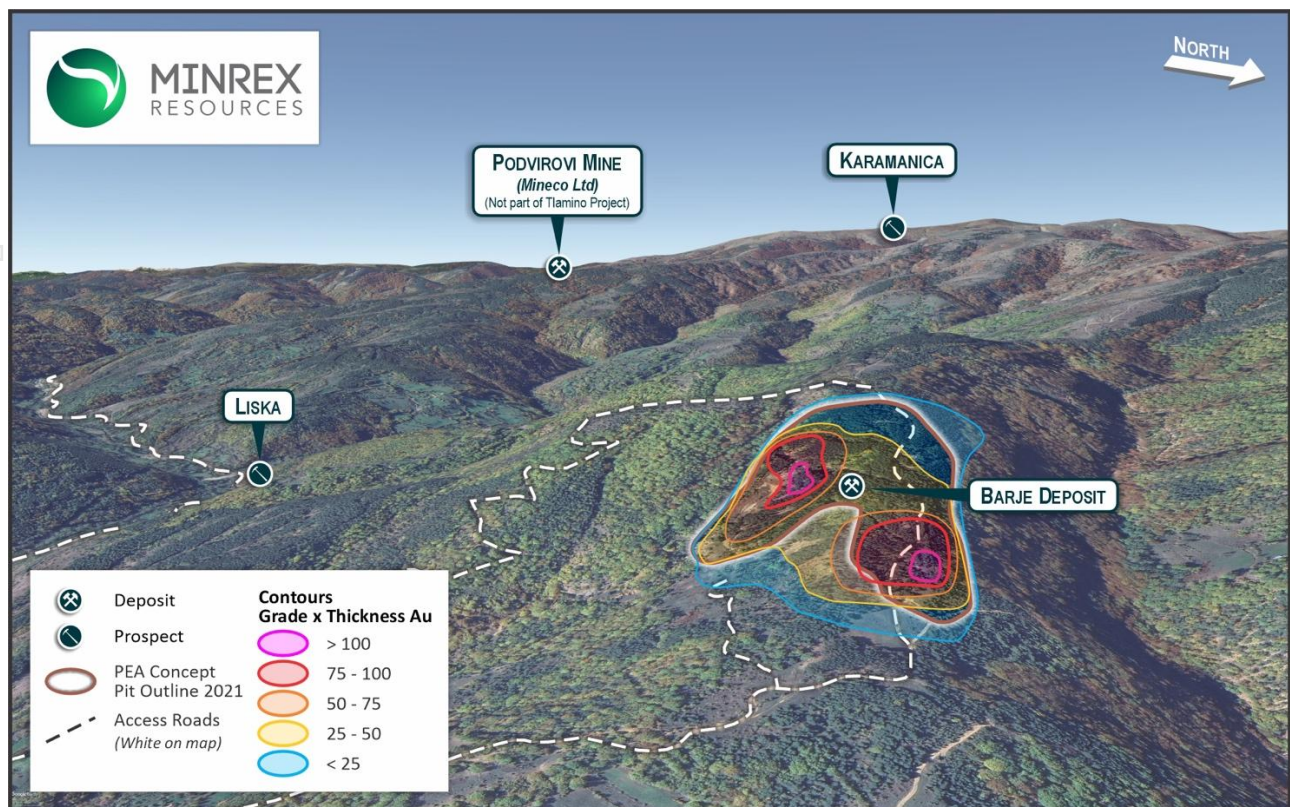 MINREX
RESOURCES
NORTH
PODVIROVI MINE
(Mineco Ltd)
(Not part of Tlamino Project)
KARAMANICA
LISKA
BARJE DEPOSIT
Deposit
Prospect
PEA Concept
Pit Outline 2021
Access Roads
(White on map)
Contours
Grade x Thickness Au
> 100
75 - 100
50 - 75
25 - 50
< 25